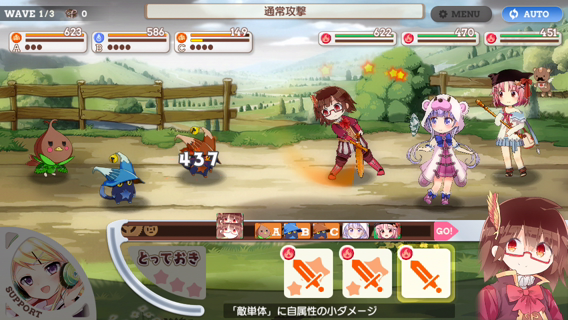 WAVE 1/3 0
通常攻撃
MENU
AUTO
623
A
586
B
149
C
622
470
451
437
A B C GO!
とっておき
SUPPORT
「敵単体」に自属性の小ダメージ